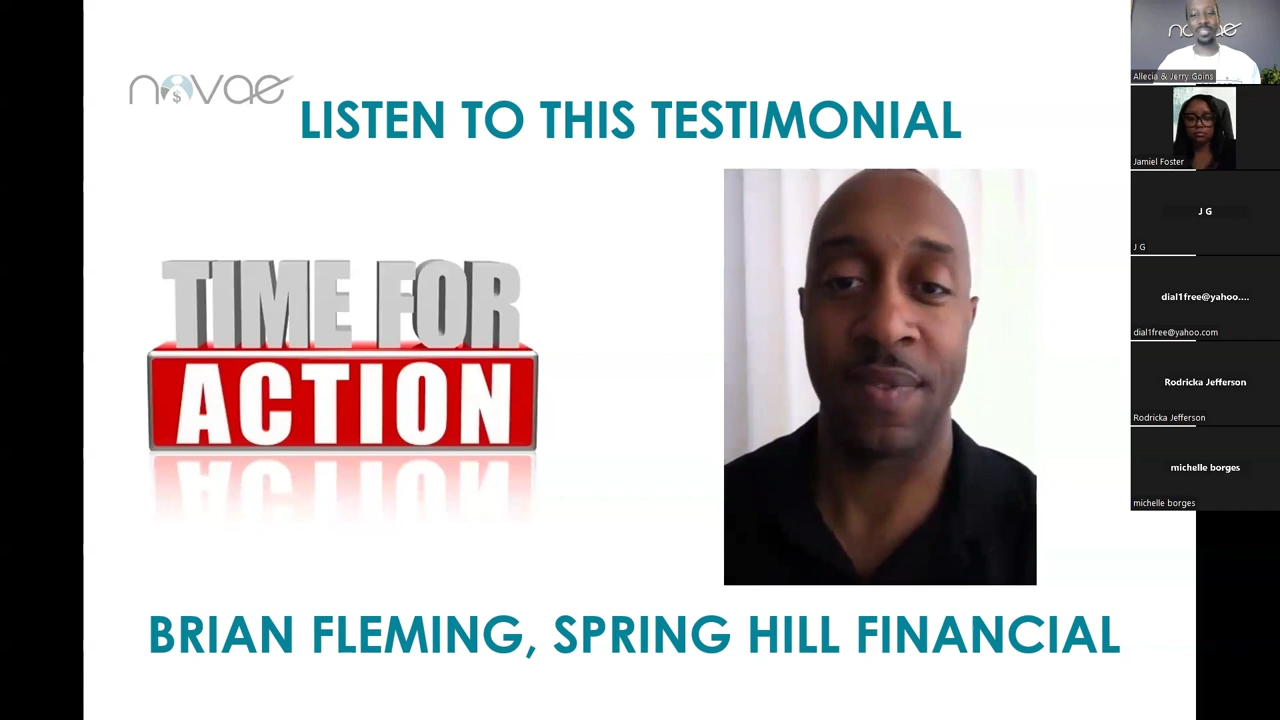 novae
LISTEN TO THIS TESTIMONIAL
TIME FOR
ACTION
BRIAN FLEMING, SPRING HILL FINANCIAL
novae
Allecia & Jerry Goins
Jamiel Foster
J G
J G
dial1free@yahoo....
dial1free@yahoo.com
Rodricka Jefferson
Rodricka Jefferson
michelle borges
michelle borges